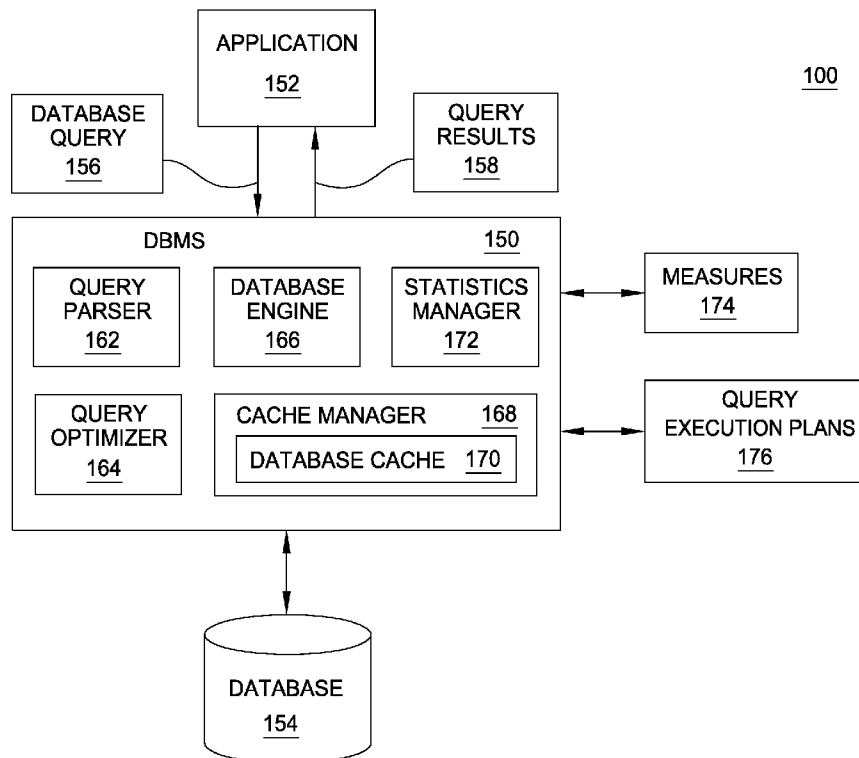 APPLICATION
152
100
DATABASE
QUERY
156
QUERY
RESULTS
158
DBMS 150
QUERY
PARSER
162
DATABASE
ENGINE
166
STATISTICS
MANAGER
172
MEASURES
174
QUERY
OPTIMIZER
164
CACHE MANAGER 168
DATABASE CACHE 170
QUERY
EXECUTION PLANS
176
DATABASE
154